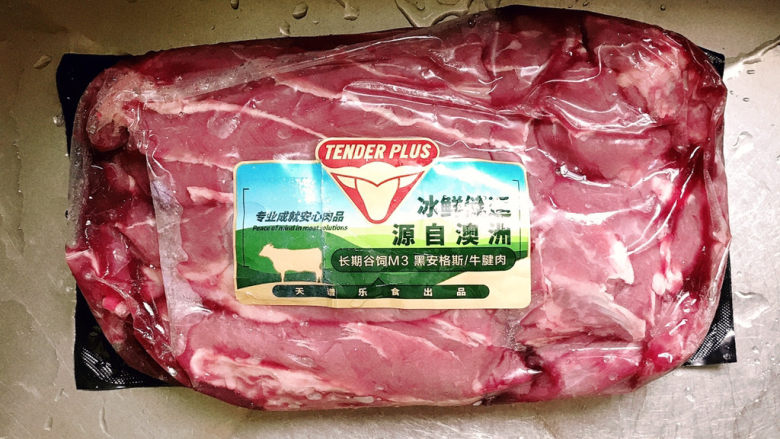 TENDER PLUS
专业成就安心肉品
Peace of mind in meat solutions
冰鲜
源自澳洲
长期谷饲M3 黑安格斯/牛腱肉
天谱乐食出品